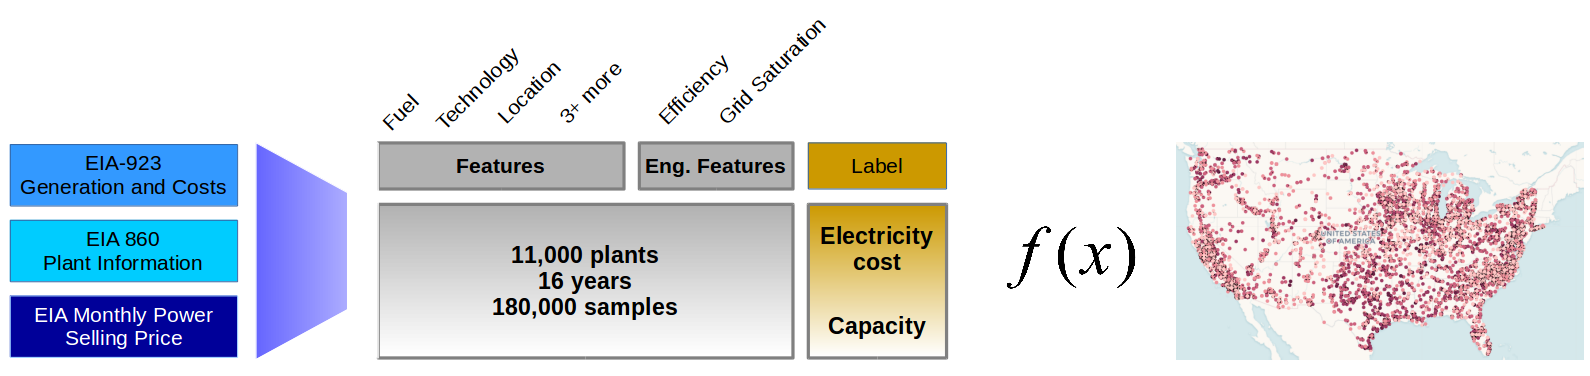 EIA-923
Generation and Costs
EIA 860
Plant Information
EIA Monthly Power
Selling Price
Fuel
Technology
Location
3+ more
Efficiency
Grid Saturation
Features
Eng. Features
Label
11,000 plants
16 years
180,000 samples
Electricity
cost
Capacity
f(x)
UNITED STATES
OF AMERICA